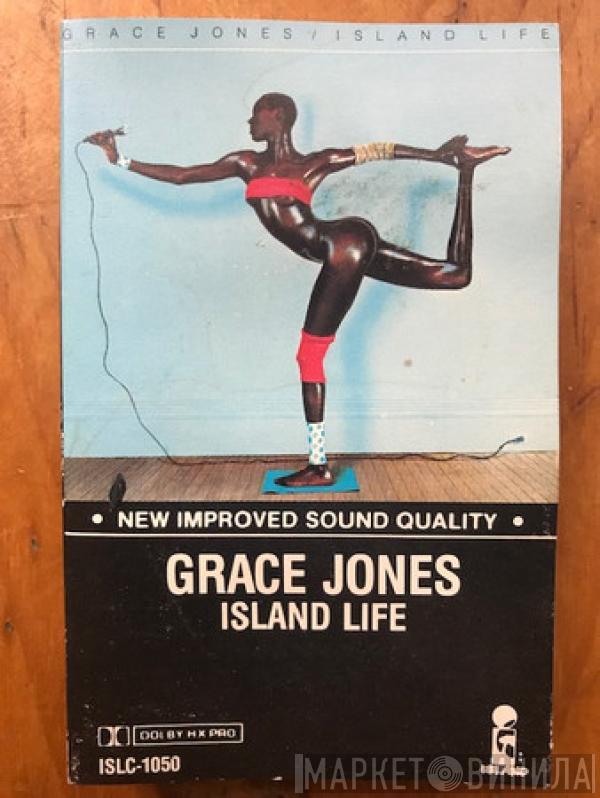 GRACE JONES / ISLAND LIFE
• NEW IMPROVED SOUND QUALITY •
GRACE JONES
ISLAND LIFE
DOLBY HX PRO
ISLC-1050
МАРКЕТ ВИНИЛА